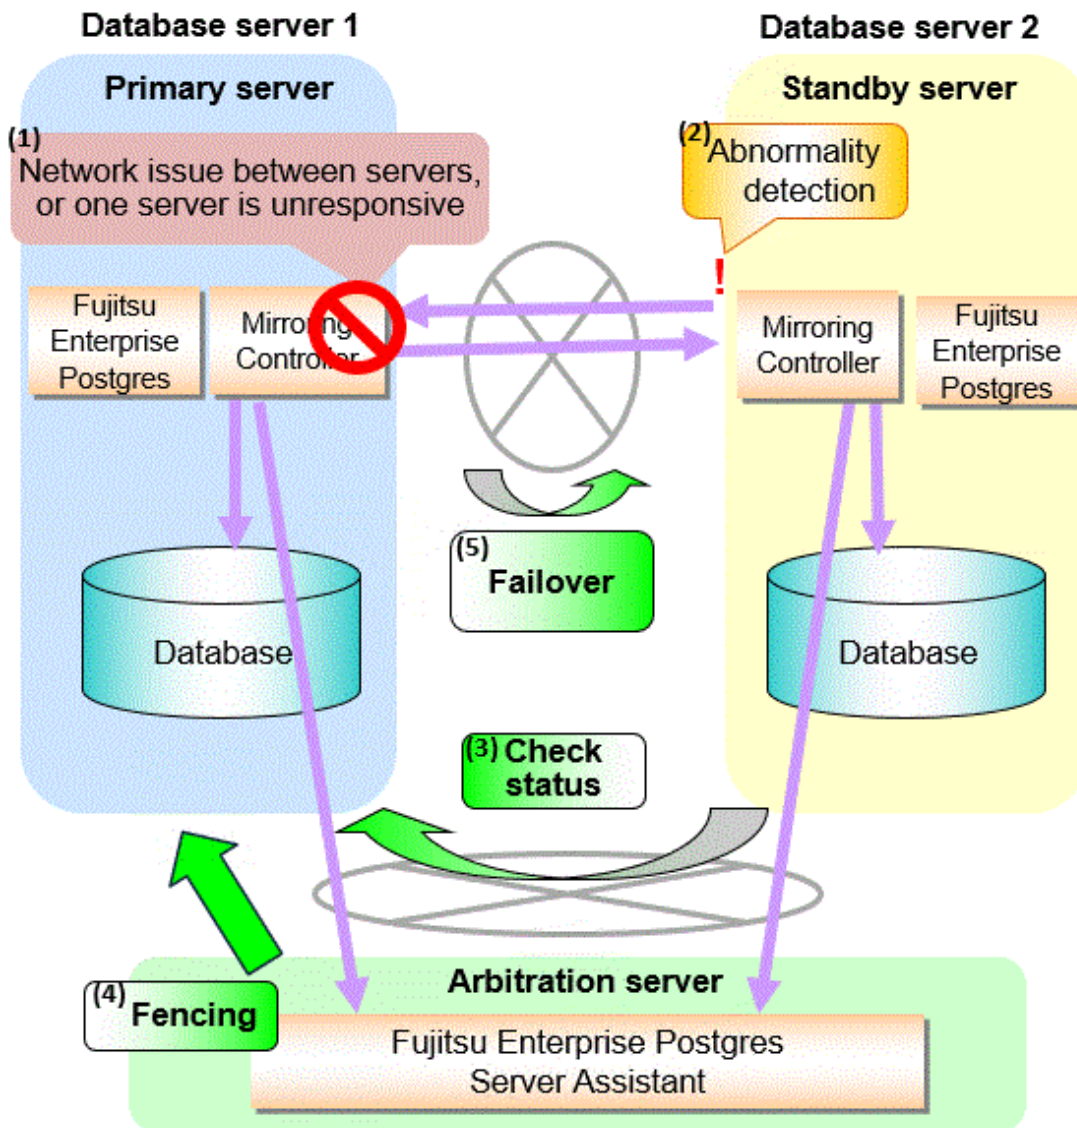 Database server 1
Database server 2
Primary server
Standby server
(1)
Network issue between servers,
or one server is unresponsive
(2) Abnormality
detection
!
Fujitsu
Enterprise
Postgres
Mirroring
Controller
Mirroring
Controller
Fujitsu
Enterprise
Postgres
(5)
Failover
Database
Database
(3) Check
status
(4) Fencing
Arbitration server
Fujitsu Enterprise Postgres
Server Assistant